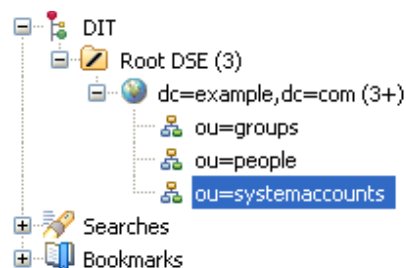 DIT
Root DSE (3)
dc=example,dc=com (3+)
ou=groups
ou=people
ou=systemaccounts
Searches
Bookmarks